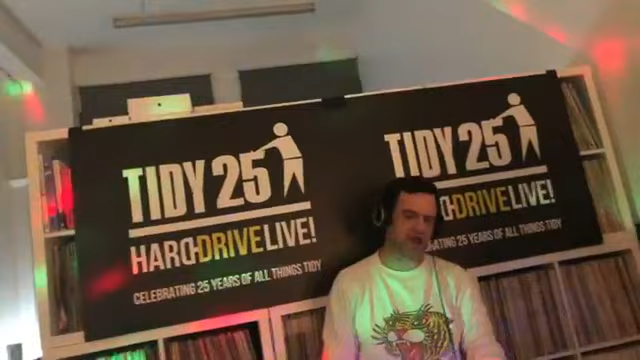 TIDY 25
HARD DRIVE LIVE!
CELEBRATING 25 YEARS OF ALL THINGS TIDY
TIDY 25
HARD DRIVE LIVE!
ATING 25 YEARS OF ALL THINGS TIDY